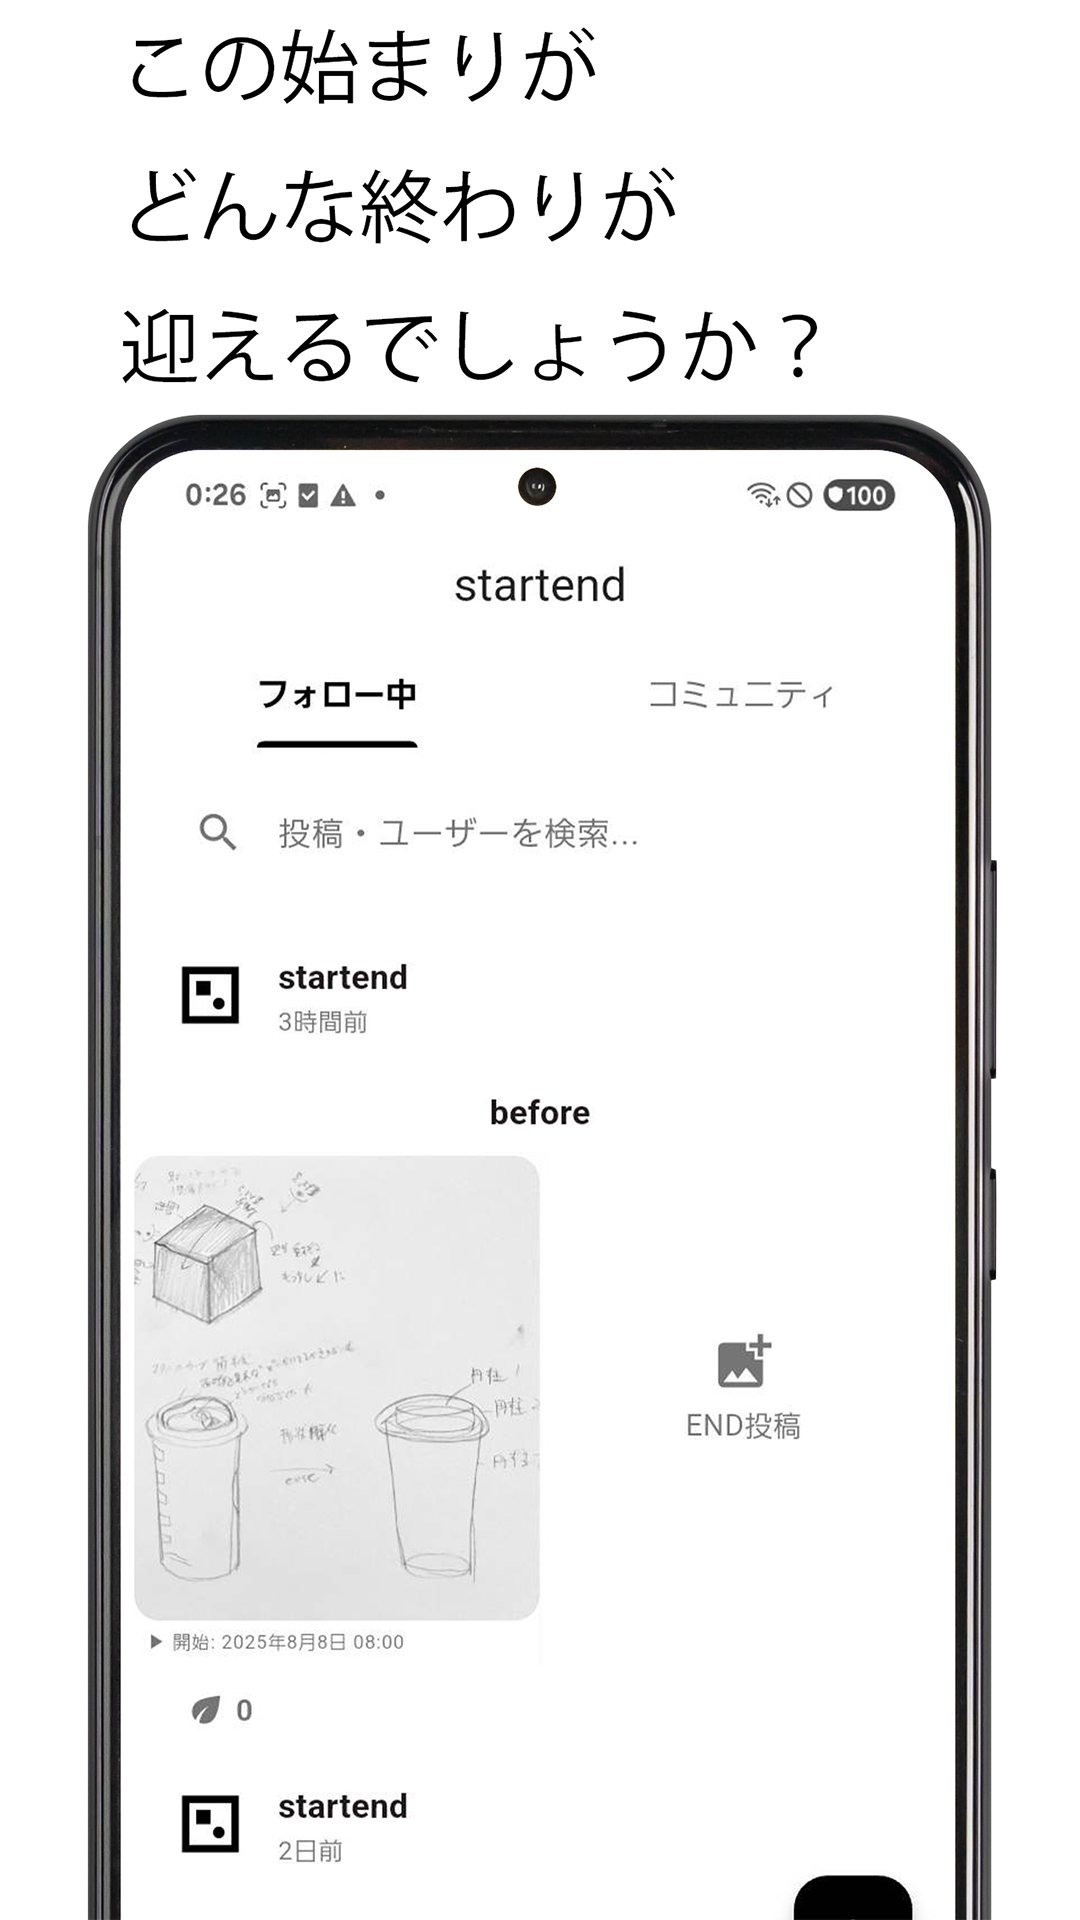 この始まりが
どんな終わりが
迎えるでしょうか？
0:26
100
startend
フォロー中
コミュニティ
投稿・ユーザーを検索...
startend
3時間前
before
円柱 1
円柱 2
円柱
END投稿
開始: 2025年8月8日 08:00
0
startend
2日前